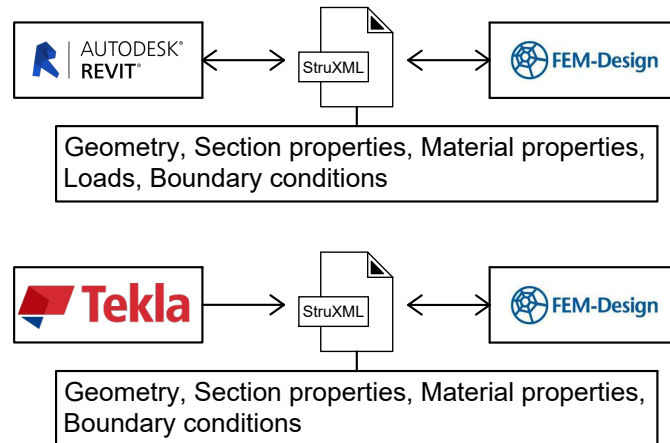 AUTODESK®
REVIT®
StruXML
FEM-Design
Geometry, Section properties, Material properties,
Loads, Boundary conditions
Tekla
StruXML
FEM-Design
Geometry, Section properties, Material properties,
Boundary conditions